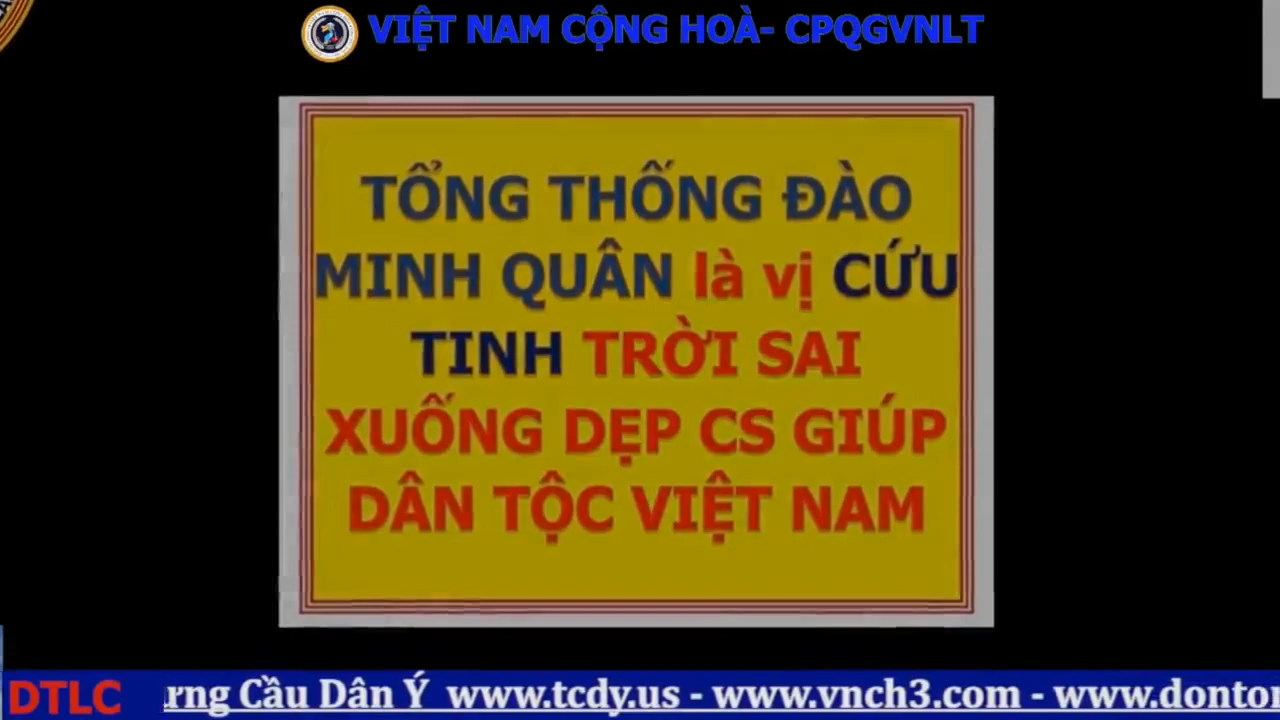 VIỆT NAM CỘNG HOÀ- CPQGVNLT
TỔNG THỐNG ĐÀO
MINH QUÂN là vị CỨU
TINH TRỜI SAI
XUỐNG DẸP CS GIÚP
DÂN TỘC VIỆT NAM
DTLC Cầu Dân Ý www.tcdy.us - www.vnch3.com -